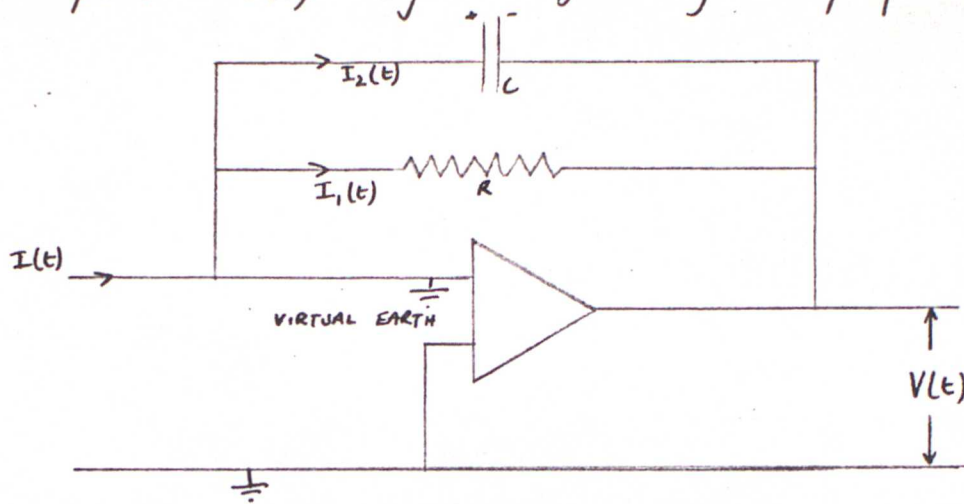 + -
I₂(t)
C
I₁(t)
R
I(t)
VIRTUAL EARTH
V(t)